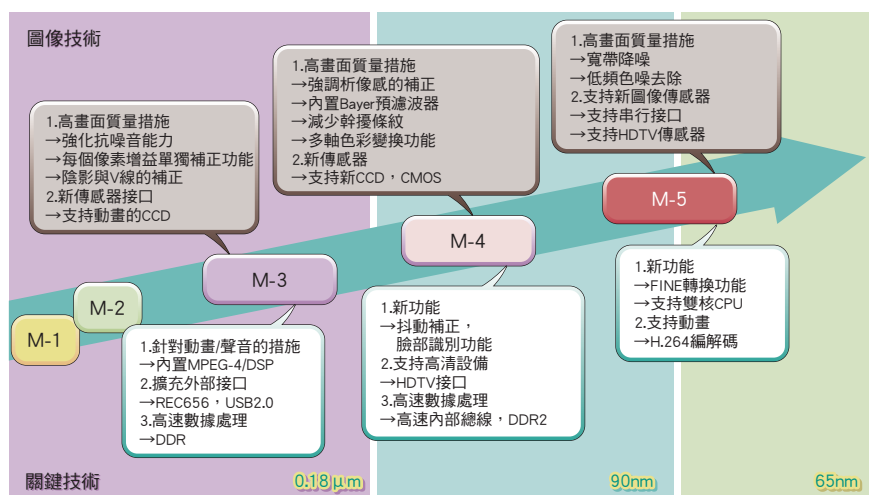 圖像技術
1.高畫面質量措施
→強化抗噪音能力
→每個像素增益單獨補正功能
→陰影與V線的補正
2.新傳感器接口
→支持動畫的CCD
1.高畫面質量措施
→強調析像感的補正
→內置Bayer預濾波器
→減少幹擾條紋
→多軸色彩變換功能
2.新傳感器
→支持新CCD，CMOS
1.高畫面質量措施
→寬帶降噪
→低頻色噪去除
2.支持新圖像傳感器
→支持串行接口
→支持HDTV傳感器
M-1
M-2
M-3
M-4
M-5
1.針對動畫/聲音的措施
→內置MPEG-4/DSP
2.擴充外部接口
→REC656，USB2.0
3.高速數據處理
→DDR
1.新功能
→抖動補正，
臉部識別功能
2.支持高清設備
→HDTV接口
3.高速數據處理
→高速內部總線，DDR2
1.新功能
→FINE轉換功能
→支持雙核CPU
2.支持動畫
→H.264編解碼
關鍵技術
0.18μm
90nm
65nm